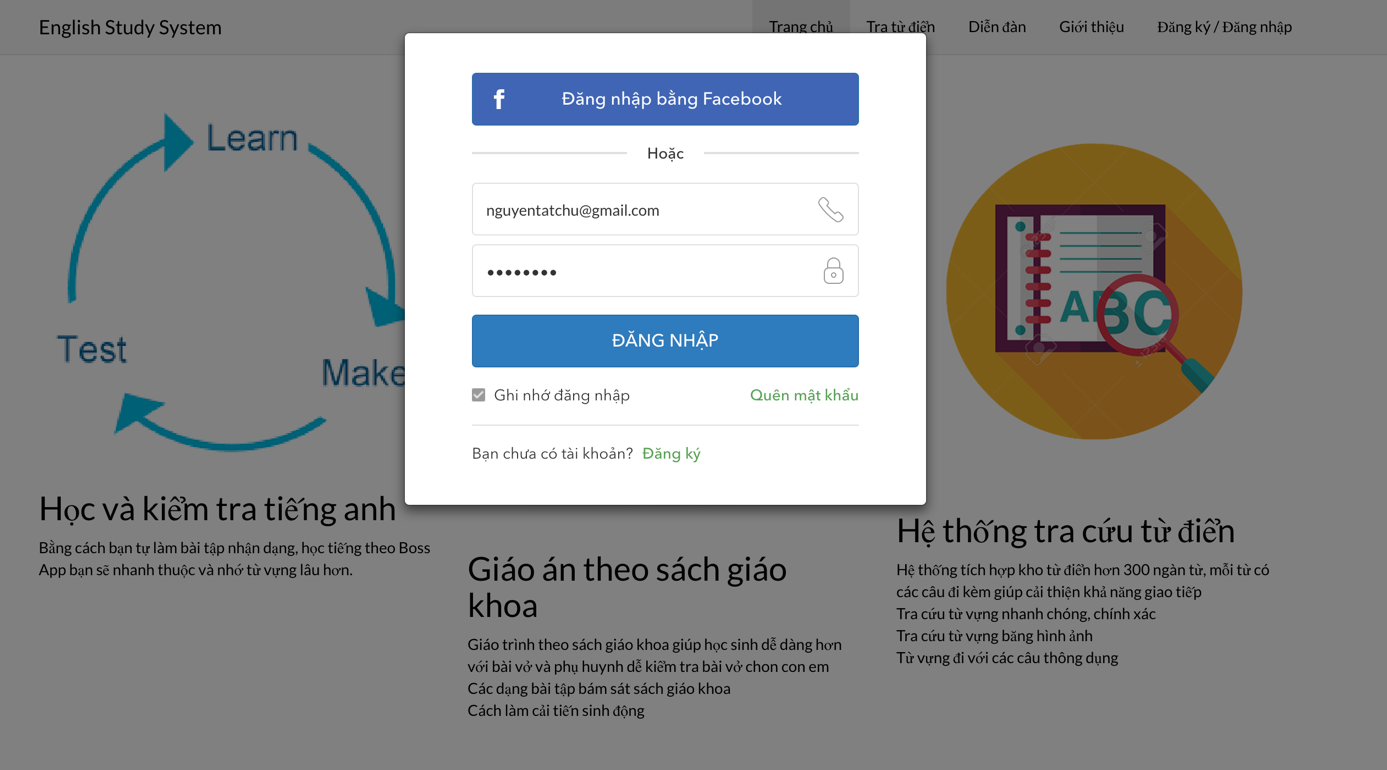 English Study System
Trang chủ
Tra từ điển
Diễn đàn
Giới thiệu
Đăng ký / Đăng nhập
Đăng nhập bằng Facebook
Hoặc
nguyentatchu@gmail.com
••••••••
ĐĂNG NHẬP
Ghi nhớ đăng nhập
Quên mật khẩu
Bạn chưa có tài khoản? Đăng ký
Learn
Test
Make
Học và kiểm tra tiếng anh
Bằng cách bạn tự làm bài tập nhận dạng, học tiếng theo Boss
App bạn sẽ nhanh thuộc và nhớ từ vựng lâu hơn.
Giáo án theo sách giáo
khoa
Giáo trình theo sách giáo khoa giúp học sinh dễ dàng hơn
với bài vở và phụ huynh dễ kiểm tra bài vở chon con em
Các dạng bài tập bám sát sách giáo khoa
Cách làm cải tiến sinh động
ABC
Hệ thống tra cứu từ điển
Hệ thống tích hợp kho từ điển hơn 300 ngàn từ, mỗi từ có
các câu đi kèm giúp cải thiện khả năng giao tiếp
Tra cứu từ vựng nhanh chóng, chính xác
Tra cứu từ vựng băng hình ảnh
Từ vựng đi với các câu thông dụng